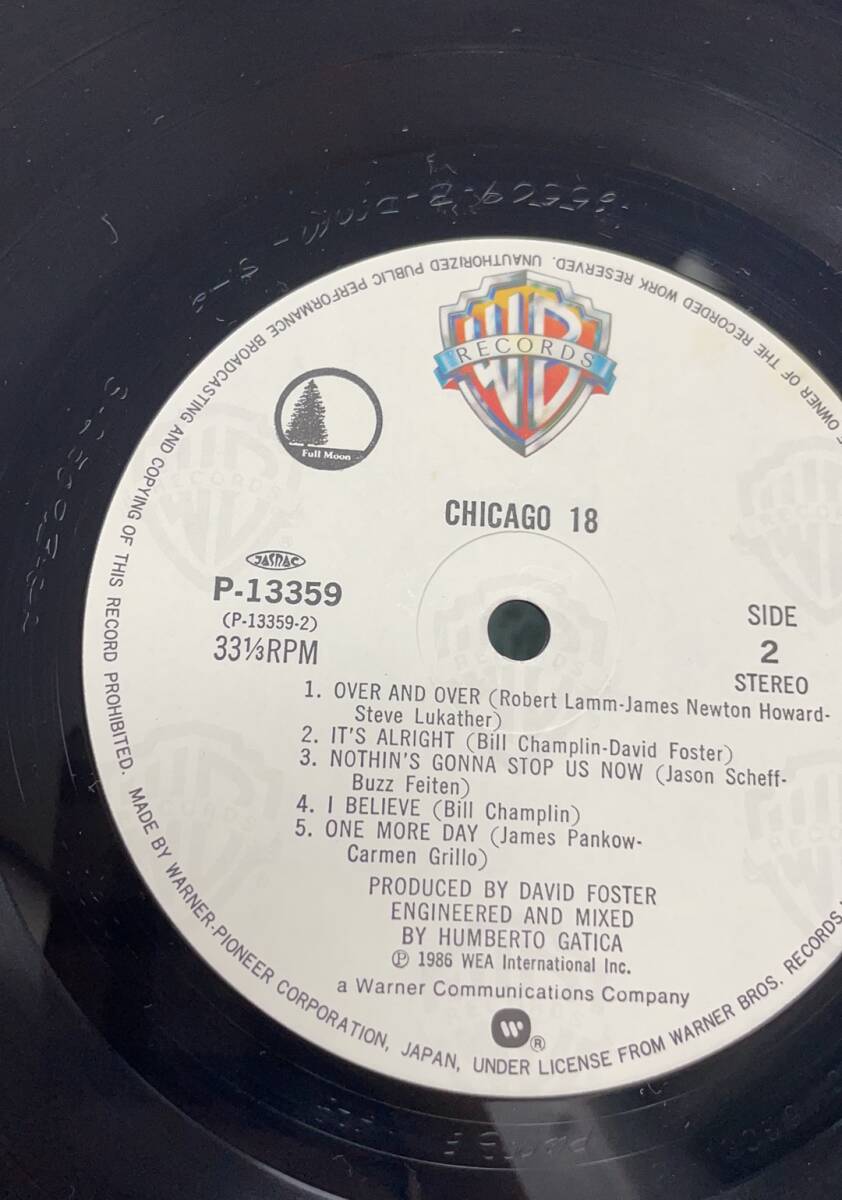 WB
RECORDS
Full Moon
CHICAGO 18
JASRAC
P-13359
(P-13359-2)
33⅓RPM
SIDE
2
STEREO
1. OVER AND OVER (Robert Lamm-James Newton Howard-
Steve Lukather)
2. IT'S ALRIGHT (Bill Champlin-David Foster)
3. NOTHIN'S GONNA STOP US NOW (Jason Scheff-
Buzz Feiten)
4. I BELIEVE (Bill Champlin)
5. ONE MORE DAY (James Pankow-
Carmen Grillo)
PRODUCED BY DAVID FOSTER
ENGINEERED AND MIXED
BY HUMBERTO GATICA
℗ 1986 WEA International Inc.
a Warner Communications Company
®
OWNER OF THE RECORDED WORK RESERVED. UNAUTHORIZED PUBLIC PERFORMANCE BROADCASTING AND COPYING OF THIS RECORD PROHIBITED. MADE BY WARNER-PIONEER CORPORATION, JAPAN, UNDER LICENSE FROM WARNER BROS. RECORDS